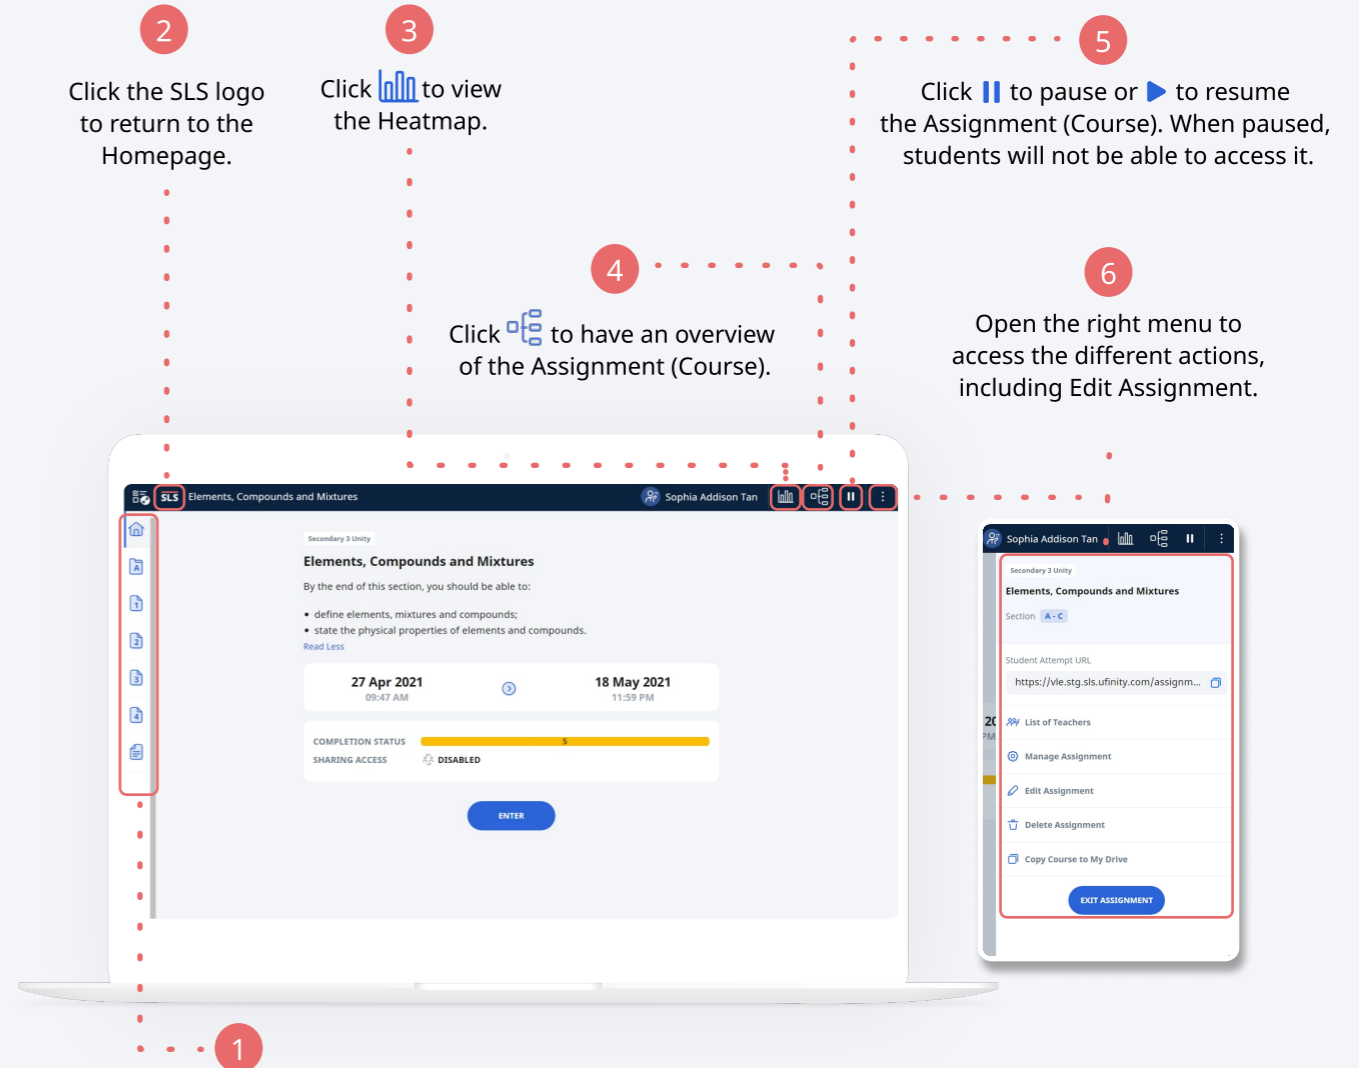 2
Click the SLS logo
to return to the
Homepage.
3
Click to view
the Heatmap.
5
Click to pause or to resume
the Assignment (Course). When paused,
students will not be able to access it.
4
Click to have an overview
of the Assignment (Course).
6
Open the right menu to
access the different actions,
including Edit Assignment.
SLS Elements, Compounds and Mixtures
Sophia Addison Tan
A
1
2
3
4
Secondary 3 Unity
Elements, Compounds and Mixtures
By the end of this section, you should be able to:
• define elements, mixtures and compounds;
• state the physical properties of elements and compounds.
Read Less
27 Apr 2021
09:47 AM
18 May 2021
11:59 PM
COMPLETION STATUS 5
SHARING ACCESS DISABLED
ENTER
Sophia Addison Tan
Secondary 3 Unity
Elements, Compounds and Mixtures
Section A - C
Student Attempt URL
https://vle.stg.sls.ufinity.com/assignm...
20
PM
List of Teachers
Manage Assignment
Edit Assignment
Delete Assignment
Copy Course to My Drive
EXIT ASSIGNMENT
1